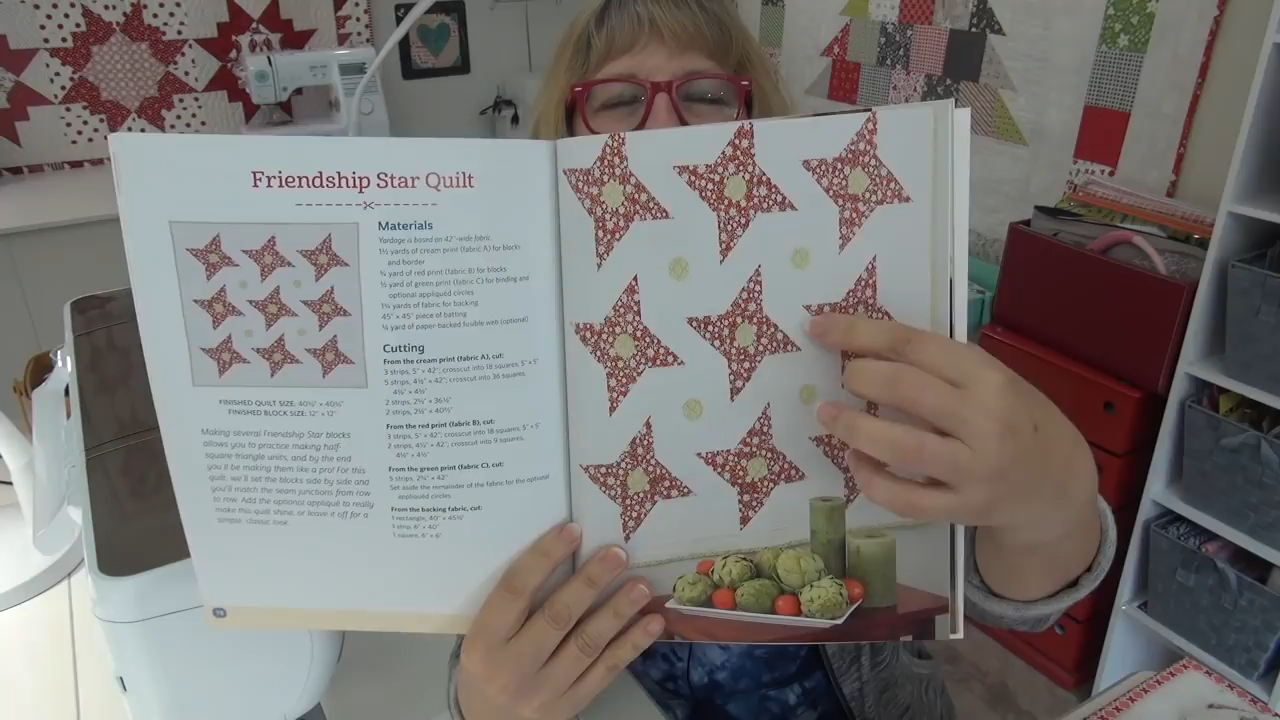 Friendship Star Quilt
Materials
Yardage is based on 42"-wide fabric.
1½ yards of cream print (fabric A) for blocks
and border
¾ yard of red print (fabric B) for blocks
½ yard of green print (fabric C) for binding and
optional appliquéd circles
yards of fabric for backing
45" × 45" piece of batting
¼ yard of paper-backed fusible web (optional)
Cutting
From the cream print (fabric A), cut:
3 strips, 5" × 42"; crosscut into 18 squares, 5" × 5"
5 strips, 4½" × 42"; crosscut into 36 squares,
4½" × 4½"
2 strips, 2½" × 36½"
2 strips, 2½" × 40½"
From the red print (fabric B), cut:
3 strips, 5" × 42"; crosscut into 18 squares, 5" × 5"
2 strips, 4½" × 42"; crosscut into 9 squares,
4½" × 4½"
From the green print (fabric C), cut:
5 strips, 2¼" × 42"
Set aside the remainder of the fabric for the optional
appliquéd circles.
From the backing fabric, cut:
1 rectangle, 40" × 45½"
1 strip, 6" × 40"
1 square, 6" × 6"
FINISHED QUILT SIZE: 40½" × 40½"
FINISHED BLOCK SIZE: 12" × 12"
Making several Friendship Star blocks
allows you to practice making half-
square triangle units, and by the end
you'll be making them like a pro! For this
quilt, we'll set the blocks side by side and
you'll match the seam junctions from row
to row. Add the optional appliqué to really
make this quilt shine, or leave it off for a
simple, classic look.